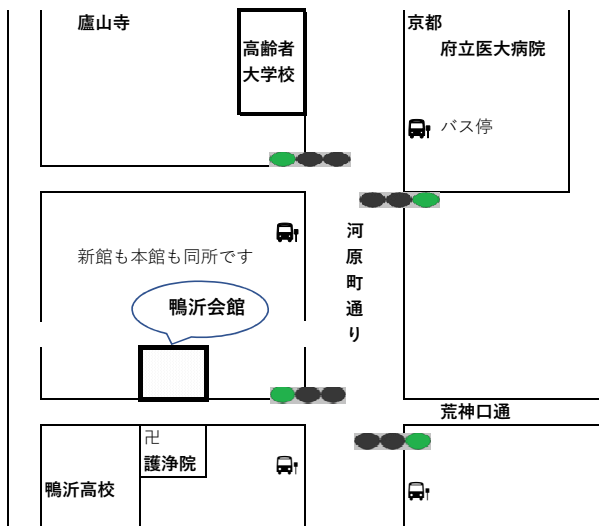 廬山寺
高齢者
大学校
京都
府立医大病院
バス停
新館も本館も同所です
鴨沂会館
河原町通り
荒神口通
卍
護浄院
鴨沂高校